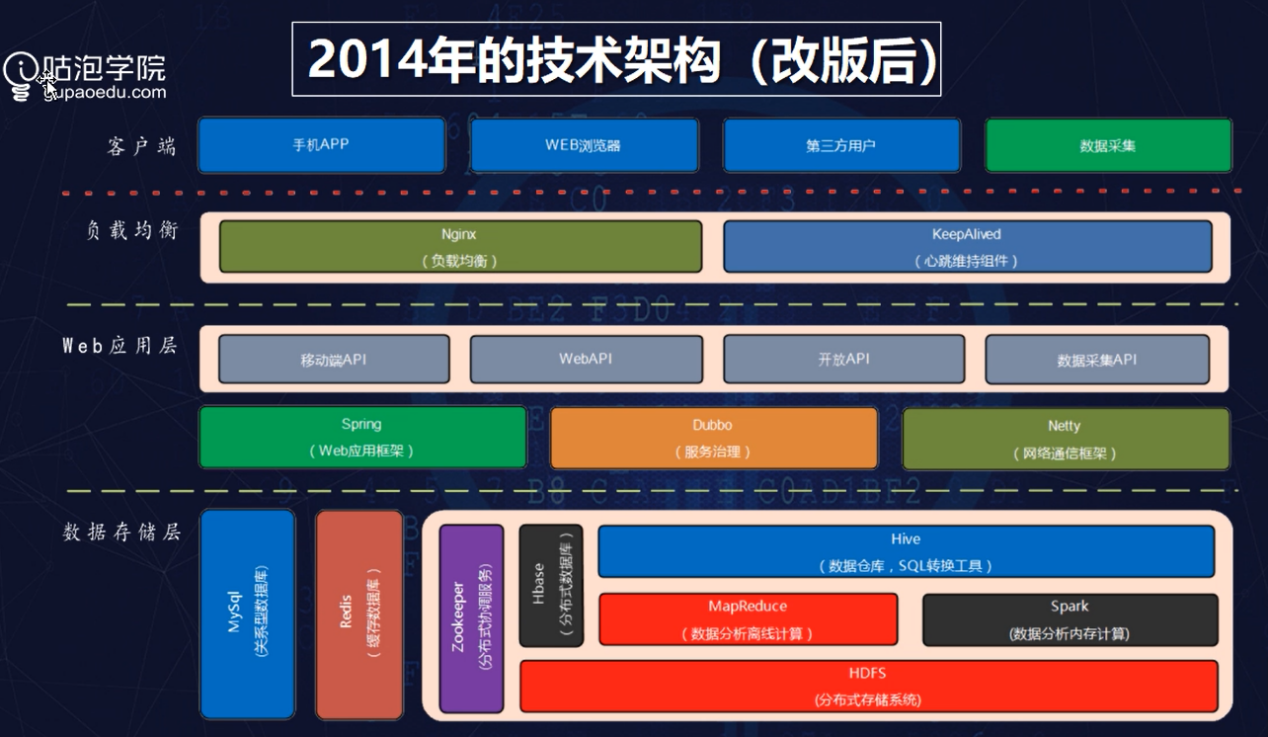 咕泡学院
gupaoedu.com
2014年的技术架构（改版后）
客户端
手机APP
WEB浏览器
第三方用户
数据采集
负载均衡
Nginx
（负载均衡）
KeepAlived
（心跳维持组件）
Web应用层
移动端API
WebAPI
开放API
数据采集API
Spring
（Web应用框架）
Dubbo
（服务治理）
Netty
（网络通信框架）
数据存储层
MySql
(关系型数据库)
Redis
（缓存数据库）
Zookeeper
(分布式协调服务)
Hbase
（分布式数据库）
Hive
（数据仓库，SQL转换工具）
MapReduce
（数据分析离线计算）
Spark
(数据分析内存计算)
HDFS
(分布式存储系统)